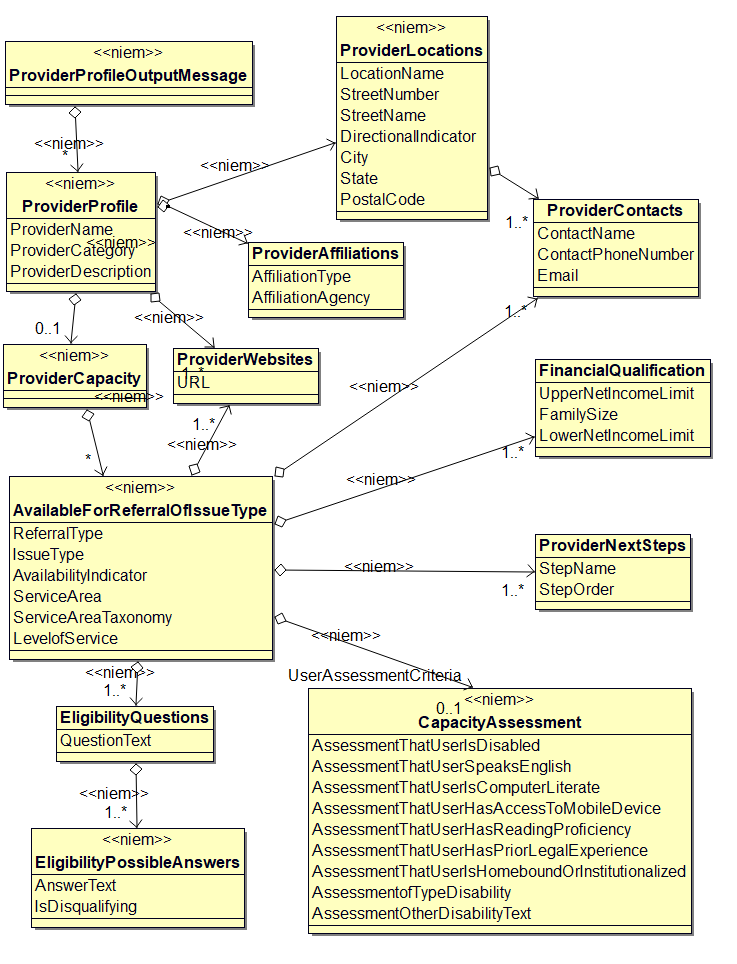 <<niem>>
ProviderProfileOutputMessage
<<niem>>
*
<<niem>>
ProviderLocations
LocationName
StreetNumber
StreetName
DirectionalIndicator
City
State
PostalCode
<<niem>>
<<niem>>
ProviderProfile
ProviderName
ProviderCategory
ProviderDescription
<<niem>>
<<niem>>
1..*
ProviderContacts
ContactName
ContactPhoneNumber
Email
ProviderAffiliations
AffiliationType
AffiliationAgency
<<niem>>
0..1
1..*
<<niem>>
ProviderCapacity
<<niem>>
ProviderWebsites
1..*
URL
<<niem>>
FinancialQualification
UpperNetIncomeLimit
FamilySize
LowerNetIncomeLimit
1..*
<<niem>>
*
1..*
<<niem>>
<<niem>>
AvailableForReferralOfIssueType
ReferralType
IssueType
AvailabilityIndicator
ServiceArea
ServiceAreaTaxonomy
LevelofService
<<niem>>
1..*
ProviderNextSteps
StepName
StepOrder
<<niem>>
UserAssessmentCriteria
0..1
<<niem>>
1..*
EligibilityQuestions
QuestionText
<<niem>>
CapacityAssessment
AssessmentThatUserIsDisabled
AssessmentThatUserSpeaksEnglish
AssessmentThatUserIsComputerLiterate
AssessmentThatUserHasAccessToMobileDevice
AssessmentThatUserHasReadingProficiency
AssessmentThatUserHasPriorLegalExperience
AssessmentThatUserIsHomeboundOrInstitutionalized
AssessmentofTypeDisability
AssessmentOtherDisabilityText
<<niem>>
1..*
<<niem>>
EligibilityPossibleAnswers
AnswerText
IsDisqualifying